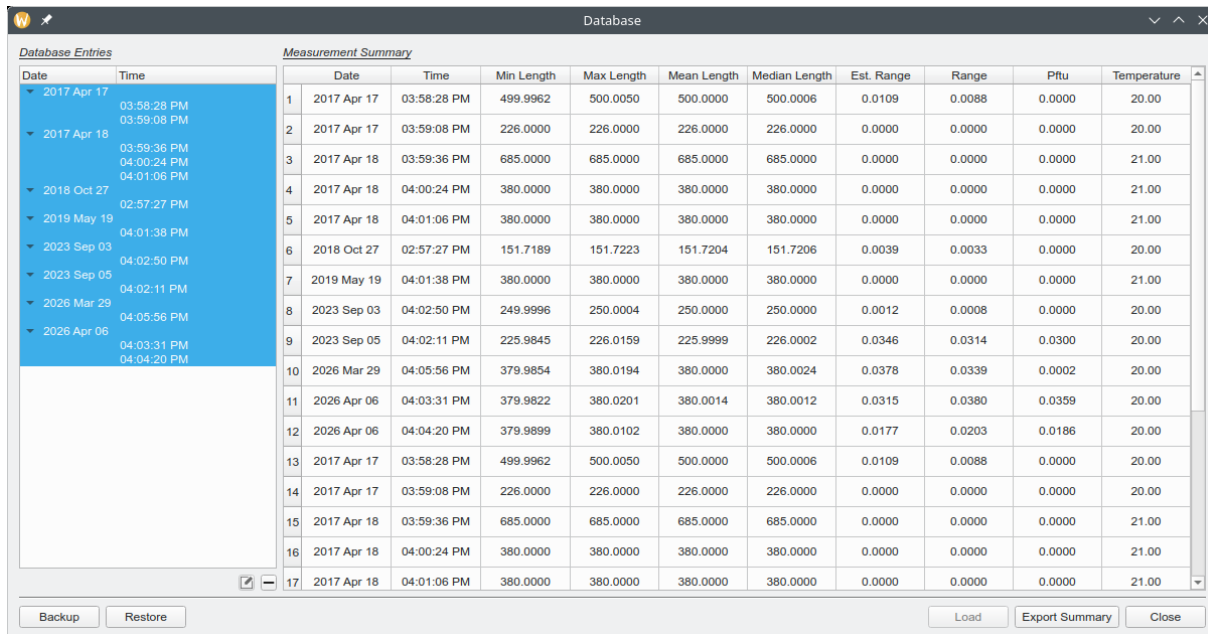 Database
Database Entries
Date Time
2017 Apr 17
03:58:28 PM
03:59:08 PM
2017 Apr 18
03:59:36 PM
04:00:24 PM
04:01:06 PM
2018 Oct 27
02:57:27 PM
2019 May 19
04:01:38 PM
2023 Sep 03
04:02:50 PM
2023 Sep 05
04:02:11 PM
2026 Mar 29
04:05:56 PM
2026 Apr 06
04:03:31 PM
04:04:20 PM
Measurement Summary
Date Time Min Length Max Length Mean Length Median Length Est. Range Range Pftu Temperature
1 2017 Apr 17 03:58:28 PM 499.9962 500.0050 500.0000 500.0006 0.0109 0.0088 0.0000 20.00
2 2017 Apr 17 03:59:08 PM 226.0000 226.0000 226.0000 226.0000 0.0000 0.0000 0.0000 20.00
3 2017 Apr 18 03:59:36 PM 685.0000 685.0000 685.0000 685.0000 0.0000 0.0000 0.0000 21.00
4 2017 Apr 18 04:00:24 PM 380.0000 380.0000 380.0000 380.0000 0.0000 0.0000 0.0000 21.00
5 2017 Apr 18 04:01:06 PM 380.0000 380.0000 380.0000 380.0000 0.0000 0.0000 0.0000 21.00
6 2018 Oct 27 02:57:27 PM 151.7189 151.7223 151.7204 151.7206 0.0039 0.0033 0.0000 20.00
7 2019 May 19 04:01:38 PM 380.0000 380.0000 380.0000 380.0000 0.0000 0.0000 0.0000 21.00
8 2023 Sep 03 04:02:50 PM 249.9996 250.0004 250.0000 250.0000 0.0012 0.0008 0.0000 20.00
9 2023 Sep 05 04:02:11 PM 225.9845 226.0159 225.9999 226.0002 0.0346 0.0314 0.0300 20.00
10 2026 Mar 29 04:05:56 PM 379.9854 380.0194 380.0000 380.0024 0.0378 0.0339 0.0002 20.00
11 2026 Apr 06 04:03:31 PM 379.9822 380.0201 380.0014 380.0012 0.0315 0.0380 0.0359 20.00
12 2026 Apr 06 04:04:20 PM 379.9899 380.0102 380.0000 380.0000 0.0177 0.0203 0.0186 20.00
13 2017 Apr 17 03:58:28 PM 499.9962 500.0050 500.0000 500.0006 0.0109 0.0088 0.0000 20.00
14 2017 Apr 17 03:59:08 PM 226.0000 226.0000 226.0000 226.0000 0.0000 0.0000 0.0000 20.00
15 2017 Apr 18 03:59:36 PM 685.0000 685.0000 685.0000 685.0000 0.0000 0.0000 0.0000 21.00
16 2017 Apr 18 04:00:24 PM 380.0000 380.0000 380.0000 380.0000 0.0000 0.0000 0.0000 21.00
17 2017 Apr 18 04:01:06 PM 380.0000 380.0000 380.0000 380.0000 0.0000 0.0000 0.0000 21.00
Backup Restore Load Export Summary Close